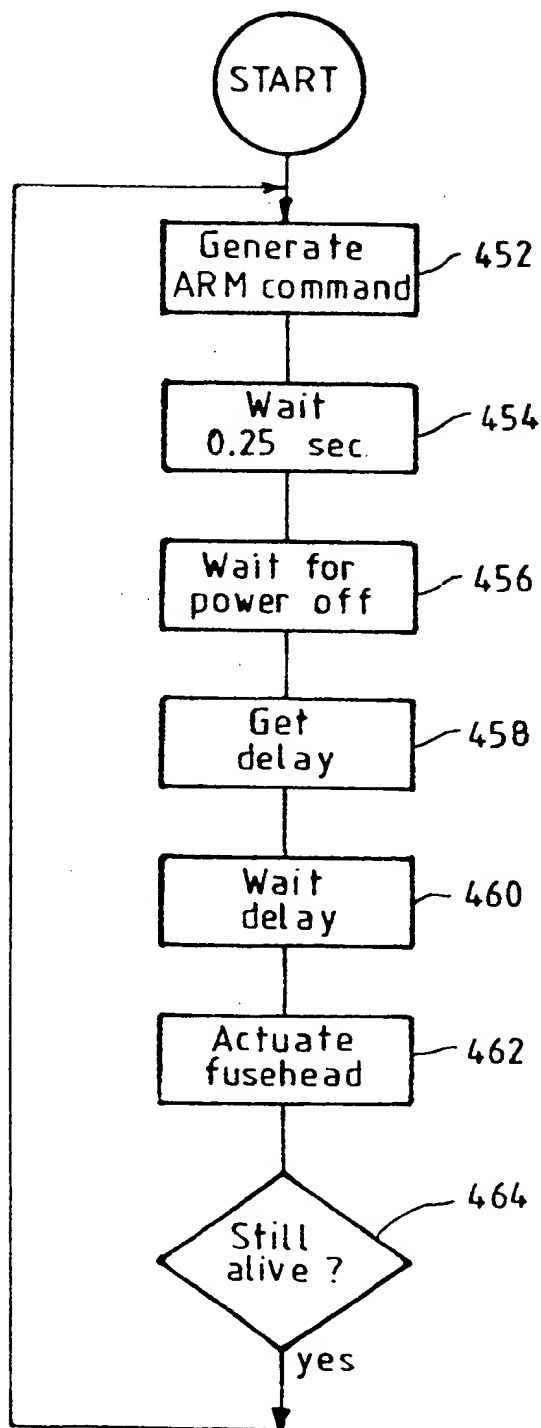 START
Generate
ARM command
452
Wait
0.25 sec.
454
Wait for
power off
456
Get
delay
458
Wait
delay
460
Actuate
fusehead
462
Still
alive ?
464
yes